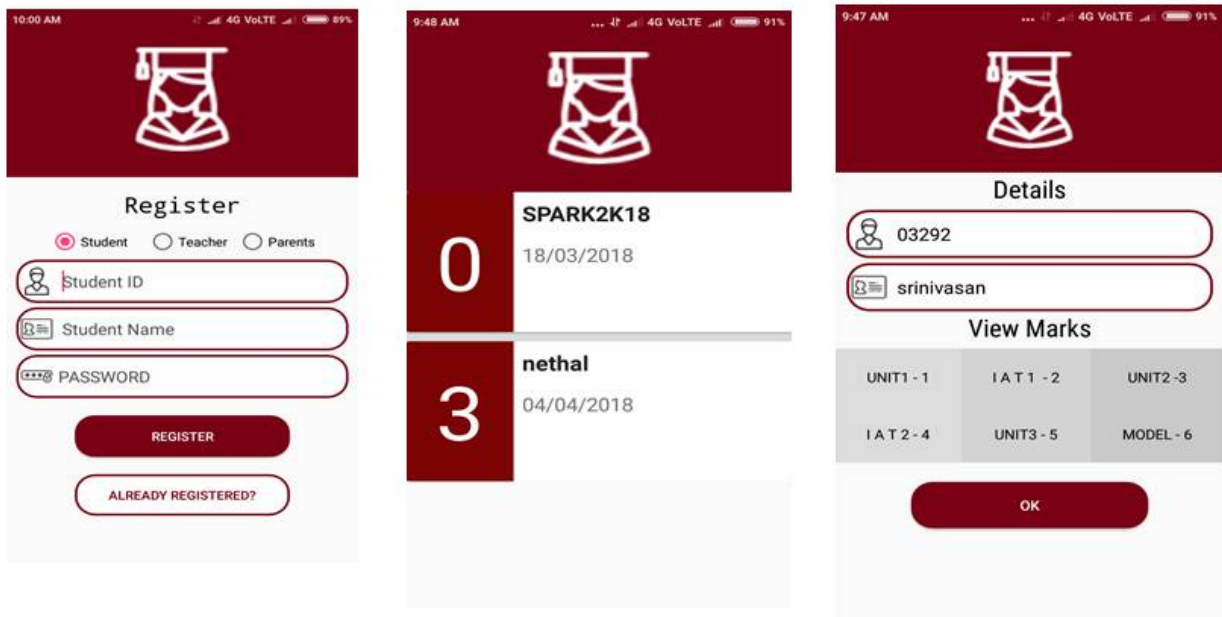 10:00 AM 4G VoLTE 89%
Register
Student Teacher Parents
Student ID
Student Name
PASSWORD
REGISTER
ALREADY REGISTERED?
9:48 AM ... 4G VoLTE 91%
0
SPARK2K18
18/03/2018
3
nethal
04/04/2018
9:47 AM ... 4G VoLTE 91%
Details
03292
srinivasan
View Marks
UNIT1 - 1 I A T 1 - 2 UNIT2 -3
I A T 2 - 4 UNIT3 - 5 MODEL - 6
OK